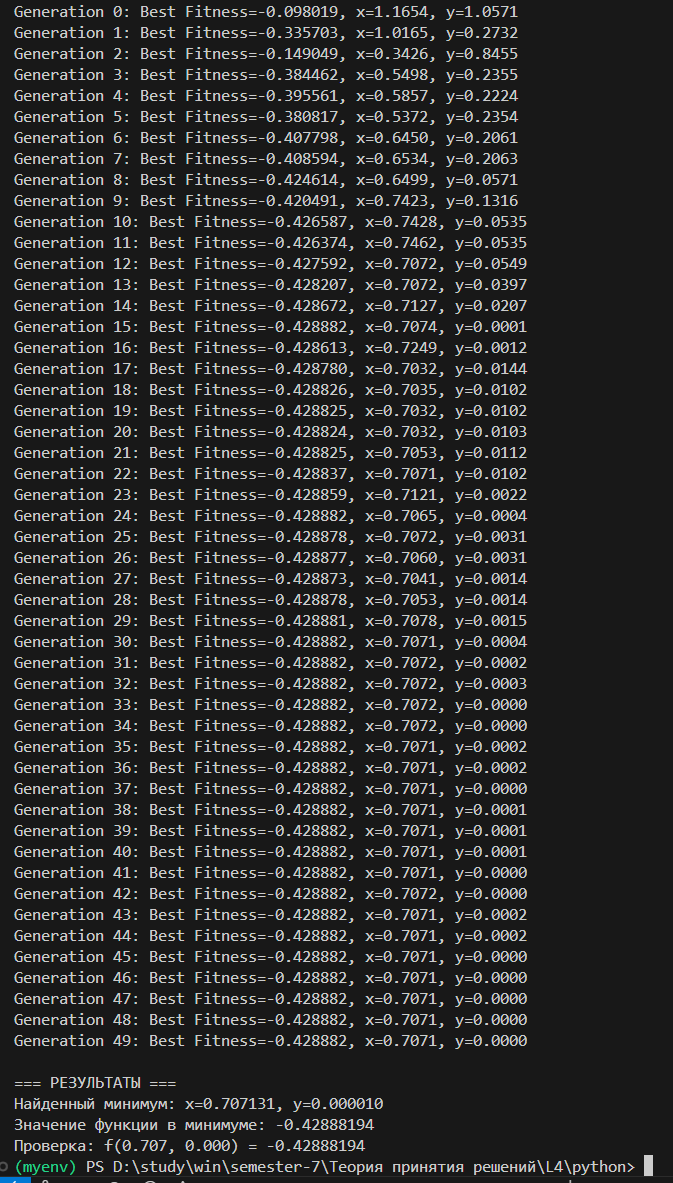 Generation 0: Best Fitness=-0.098019, x=1.1654, y=1.0571
Generation 1: Best Fitness=-0.335703, x=1.0165, y=0.2732
Generation 2: Best Fitness=-0.149049, x=0.3426, y=0.8455
Generation 3: Best Fitness=-0.384462, x=0.5498, y=0.2355
Generation 4: Best Fitness=-0.395561, x=0.5857, y=0.2224
Generation 5: Best Fitness=-0.380817, x=0.5372, y=0.2354
Generation 6: Best Fitness=-0.407798, x=0.6450, y=0.2061
Generation 7: Best Fitness=-0.408594, x=0.6534, y=0.2063
Generation 8: Best Fitness=-0.424614, x=0.6499, y=0.0571
Generation 9: Best Fitness=-0.420491, x=0.7423, y=0.1316
Generation 10: Best Fitness=-0.426587, x=0.7428, y=0.0535
Generation 11: Best Fitness=-0.426374, x=0.7462, y=0.0535
Generation 12: Best Fitness=-0.427592, x=0.7072, y=0.0549
Generation 13: Best Fitness=-0.428207, x=0.7072, y=0.0397
Generation 14: Best Fitness=-0.428672, x=0.7127, y=0.0207
Generation 15: Best Fitness=-0.428882, x=0.7074, y=0.0001
Generation 16: Best Fitness=-0.428613, x=0.7249, y=0.0012
Generation 17: Best Fitness=-0.428780, x=0.7032, y=0.0144
Generation 18: Best Fitness=-0.428826, x=0.7035, y=0.0102
Generation 19: Best Fitness=-0.428825, x=0.7032, y=0.0102
Generation 20: Best Fitness=-0.428824, x=0.7032, y=0.0103
Generation 21: Best Fitness=-0.428825, x=0.7053, y=0.0112
Generation 22: Best Fitness=-0.428837, x=0.7071, y=0.0102
Generation 23: Best Fitness=-0.428859, x=0.7121, y=0.0022
Generation 24: Best Fitness=-0.428882, x=0.7065, y=0.0004
Generation 25: Best Fitness=-0.428878, x=0.7072, y=0.0031
Generation 26: Best Fitness=-0.428877, x=0.7060, y=0.0031
Generation 27: Best Fitness=-0.428873, x=0.7041, y=0.0014
Generation 28: Best Fitness=-0.428878, x=0.7053, y=0.0014
Generation 29: Best Fitness=-0.428881, x=0.7078, y=0.0015
Generation 30: Best Fitness=-0.428882, x=0.7071, y=0.0004
Generation 31: Best Fitness=-0.428882, x=0.7072, y=0.0002
Generation 32: Best Fitness=-0.428882, x=0.7072, y=0.0003
Generation 33: Best Fitness=-0.428882, x=0.7072, y=0.0000
Generation 34: Best Fitness=-0.428882, x=0.7072, y=0.0000
Generation 35: Best Fitness=-0.428882, x=0.7071, y=0.0002
Generation 36: Best Fitness=-0.428882, x=0.7071, y=0.0002
Generation 37: Best Fitness=-0.428882, x=0.7071, y=0.0000
Generation 38: Best Fitness=-0.428882, x=0.7071, y=0.0001
Generation 39: Best Fitness=-0.428882, x=0.7071, y=0.0001
Generation 40: Best Fitness=-0.428882, x=0.7071, y=0.0001
Generation 41: Best Fitness=-0.428882, x=0.7071, y=0.0000
Generation 42: Best Fitness=-0.428882, x=0.7072, y=0.0000
Generation 43: Best Fitness=-0.428882, x=0.7071, y=0.0002
Generation 44: Best Fitness=-0.428882, x=0.7071, y=0.0002
Generation 45: Best Fitness=-0.428882, x=0.7071, y=0.0000
Generation 46: Best Fitness=-0.428882, x=0.7071, y=0.0000
Generation 47: Best Fitness=-0.428882, x=0.7071, y=0.0000
Generation 48: Best Fitness=-0.428882, x=0.7071, y=0.0000
Generation 49: Best Fitness=-0.428882, x=0.7071, y=0.0000
=== РЕЗУЛЬТАТЫ ===
Найденный минимум: x=0.707131, y=0.000010
Значение функции в минимуме: -0.42888194
Проверка: f(0.707, 0.000) = -0.42888194
(myenv) PS D:\study\win\semester-7\Теория принятия решений\L4\python>